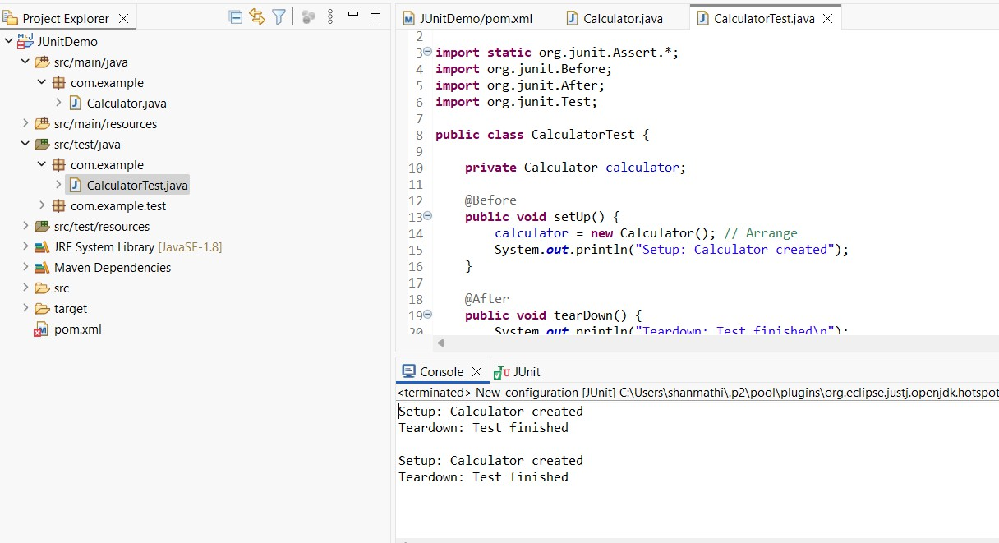 Project Explorer
JUnitDemo
src/main/java
com.example
Calculator.java
src/main/resources
src/test/java
com.example
CalculatorTest.java
com.example.test
src/test/resources
JRE System Library [JavaSE-1.8]
Maven Dependencies
src
target
pom.xml
JUnitDemo/pom.xml
Calculator.java
CalculatorTest.java
2
3 import static org.junit.Assert.*;
4 import org.junit.Before;
5 import org.junit.After;
6 import org.junit.Test;
7
8 public class CalculatorTest {
9
10 private Calculator calculator;
11
12 @Before
13 public void setUp() {
14 calculator = new Calculator(); // Arrange
15 System.out.println("Setup: Calculator created");
16 }
17
18 @After
19 public void tearDown() {
20 System.out.println("Teardown: Test finished\n");
Console
JUnit
<terminated> New_configuration [JUnit] C:\Users\shanmathi\.p2\pool\plugins\org.eclipse.justj.openjdk.hotspot
Setup: Calculator created
Teardown: Test finished
Setup: Calculator created
Teardown: Test finished